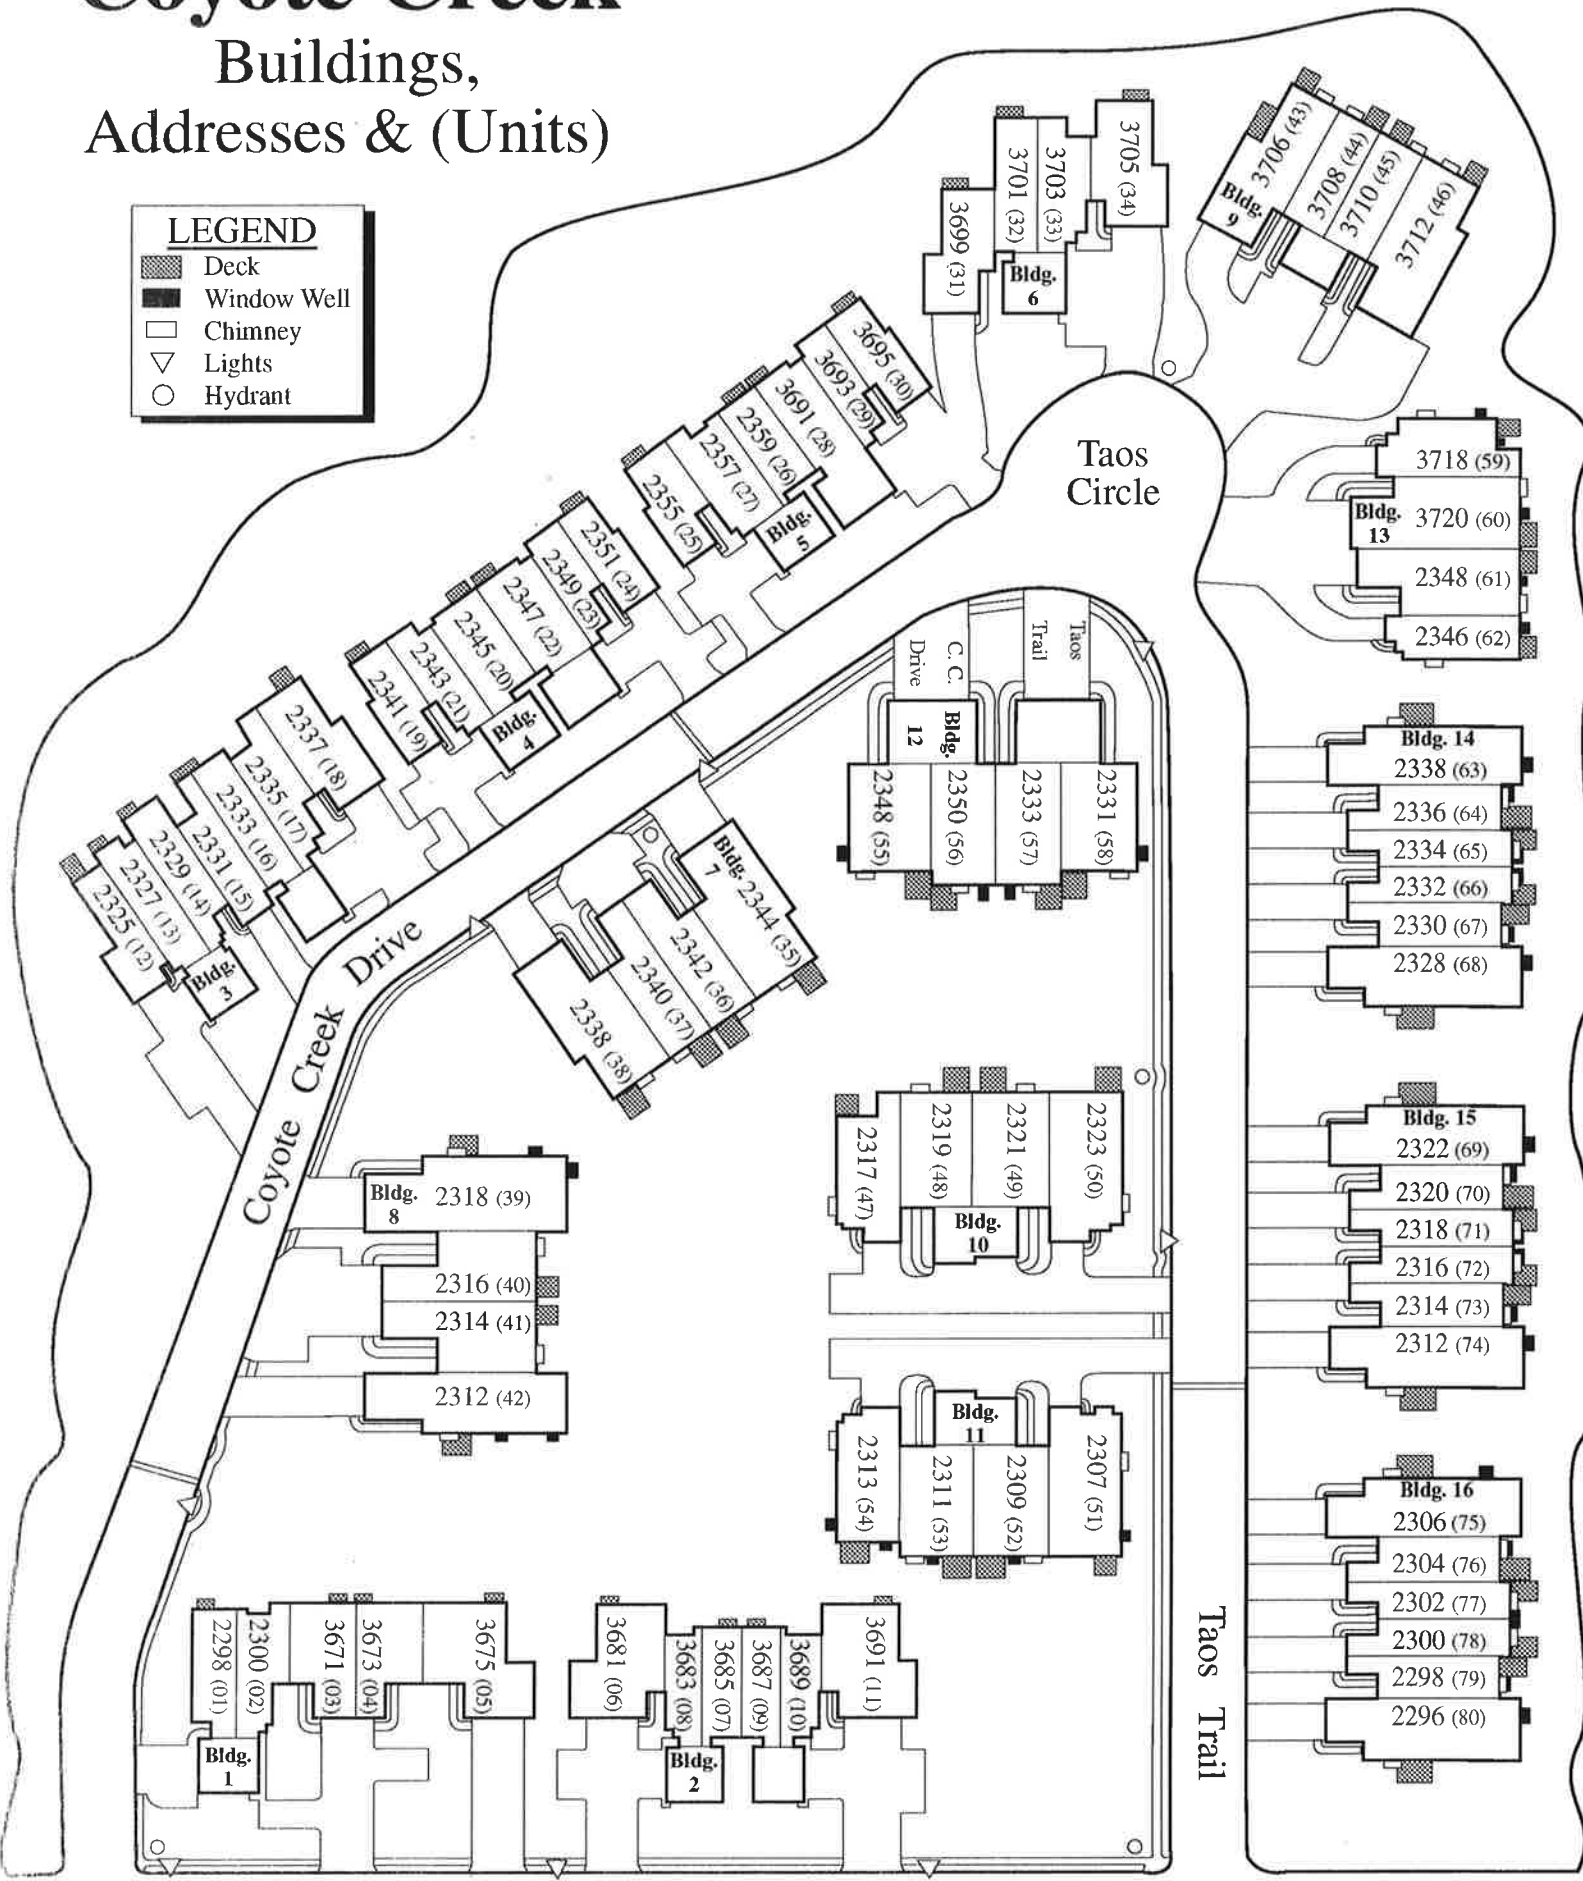 Coyote Creek
Buildings,
Addresses & (Units)
LEGEND
Deck
Window Well
Chimney
Lights
Hydrant
3699 (31)
3701 (32)
3703 (33)
3705 (34)
Bldg.
6
3706 (43)
3708 (44)
3710 (45)
3712 (46)
Bldg.
9
3695 (30)
3693 (29)
3691 (28)
2359 (26)
2357 (27)
2355 (25)
Bldg.
5
2351 (24)
2349 (23)
2347 (22)
2345 (20)
2343 (21)
2341 (19)
Bldg.
4
2337 (18)
2335 (17)
2333 (16)
2331 (15)
2329 (14)
2327 (13)
2325 (12)
Bldg.
3
Taos
Circle
3718 (59)
Bldg.
13
3720 (60)
2348 (61)
2346 (62)
C. C.
Drive
Taos
Trail
Bldg.
12
2348 (55)
2350 (56)
2333 (57)
2331 (58)
Bldg. 14
2338 (63)
2336 (64)
2334 (65)
2332 (66)
2330 (67)
2328 (68)
Bldg.
7
2344 (35)
2342 (36)
2340 (37)
2338 (38)
Coyote Creek Drive
Bldg.
8
2318 (39)
2316 (40)
2314 (41)
2312 (42)
2317 (47)
2319 (48)
2321 (49)
2323 (50)
Bldg.
10
Bldg. 15
2322 (69)
2320 (70)
2318 (71)
2316 (72)
2314 (73)
2312 (74)
Bldg.
11
2313 (54)
2311 (53)
2309 (52)
2307 (51)
Bldg. 16
2306 (75)
2304 (76)
2302 (77)
2300 (78)
2298 (79)
2296 (80)
2298 (01)
2300 (02)
3671 (03)
3673 (04)
3675 (05)
Bldg.
1
3681 (06)
3683 (08)
3685 (07)
3687 (09)
3689 (10)
3691 (11)
Bldg.
2
Taos Trail